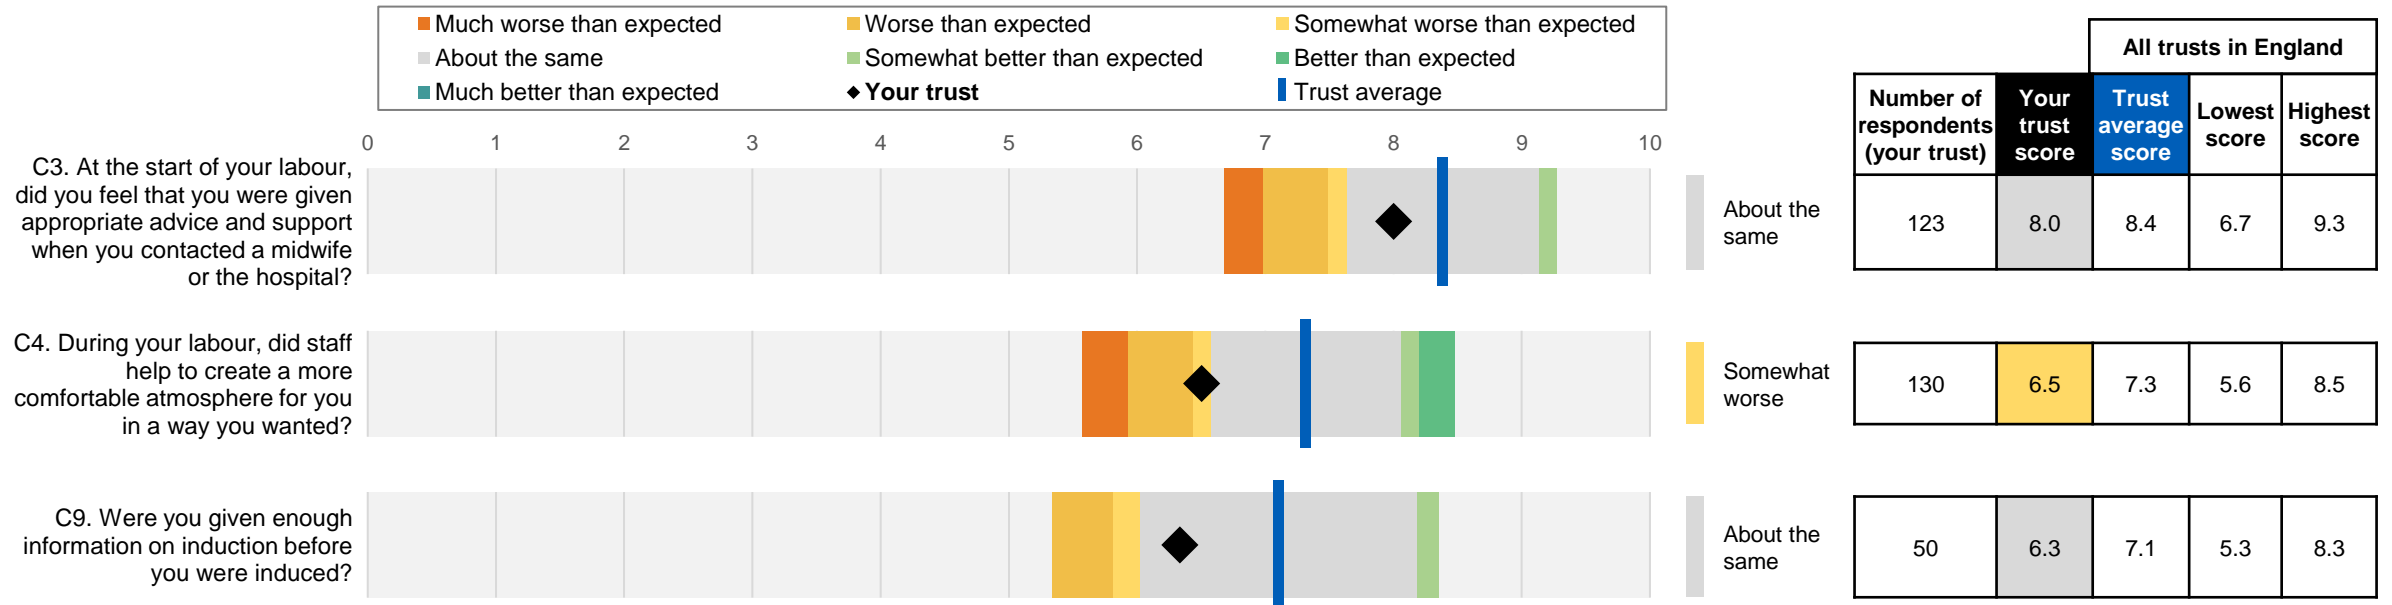 Much worse than expected
Worse than expected
Somewhat worse than expected
About the same
Somewhat better than expected
Better than expected
Much better than expected
Your trust
Trust average
All trusts in England
Number of
respondents
(your trust)
Your
trust
score
Trust
average
score
Lowest
score
Highest
score
0 1 2 3 4 5 6 7 8 9 10
C3. At the start of your labour,
did you feel that you were given
appropriate advice and support
when you contacted a midwife
or the hospital?
About the
same
123 8.0 8.4 6.7 9.3
C4. During your labour, did staff
help to create a more
comfortable atmosphere for you
in a way you wanted?
Somewhat
worse
130 6.5 7.3 5.6 8.5
C9. Were you given enough
information on induction before
you were induced?
About the
same
50 6.3 7.1 5.3 8.3